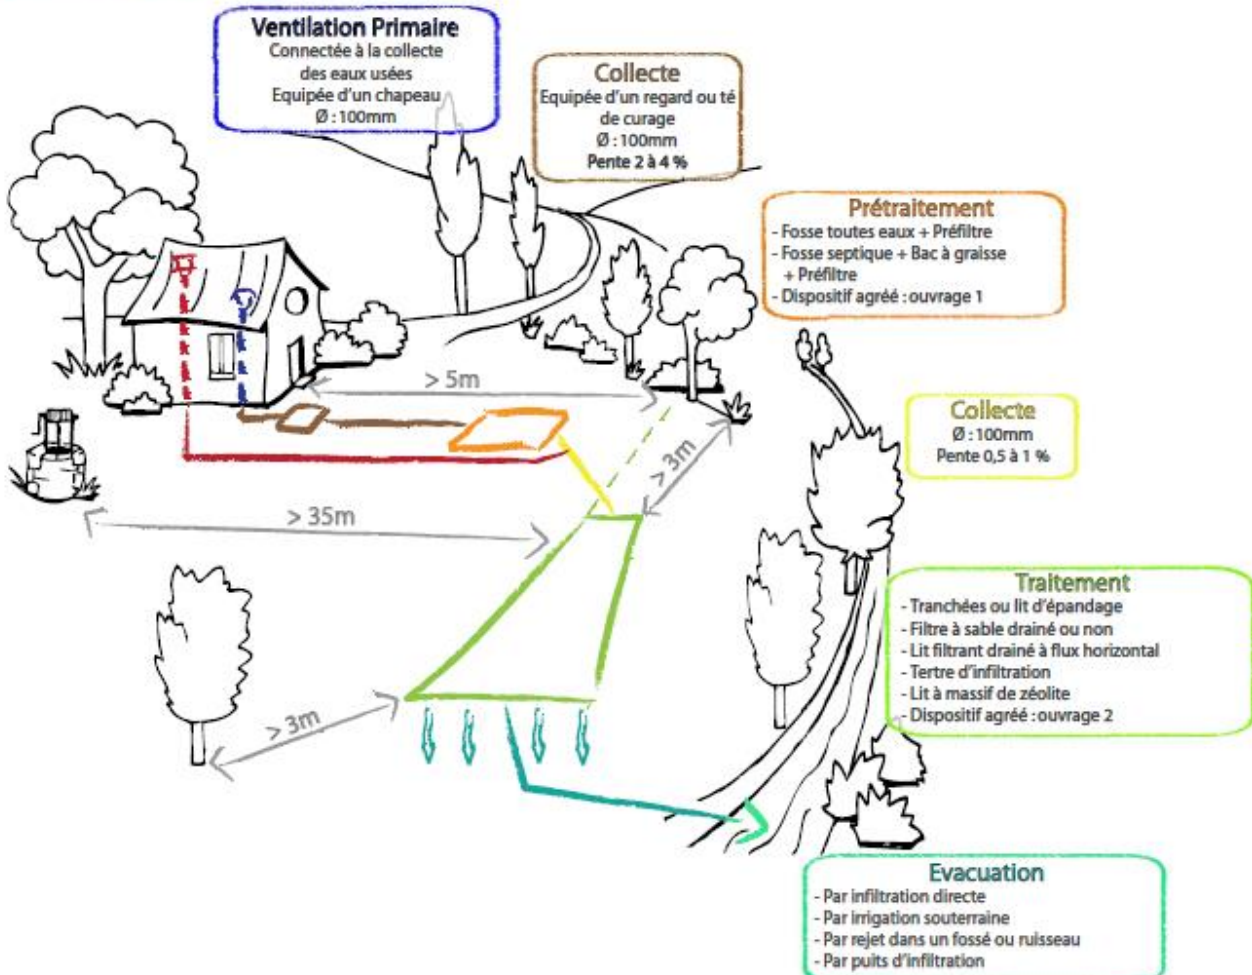 Ventilation Primaire
Connectée à la collecte
des eaux usées
Equipée d'un chapeau
Ø : 100mm
Collecte
Equipée d'un regard ou té
de curage
Ø : 100mm
Pente 2 à 4 %
Prétraitement
- Fosse toutes eaux + Préfiltre
- Fosse septique + Bac à graisse
+ Préfiltre
- Dispositif agréé : ouvrage 1
> 5m
Collecte
Ø : 100mm
Pente 0,5 à 1 %
> 3m
> 35m
Traitement
- Tranchées ou lit d'épandage
- Filtre à sable drainé ou non
- Lit filtrant drainé à flux horizontal
- Tertre d'infiltration
- Lit à massif de zéolite
- Dispositif agréé : ouvrage 2
> 3m
Evacuation
- Par infiltration directe
- Par irrigation souterraine
- Par rejet dans un fossé ou ruisseau
- Par puits d'infiltration